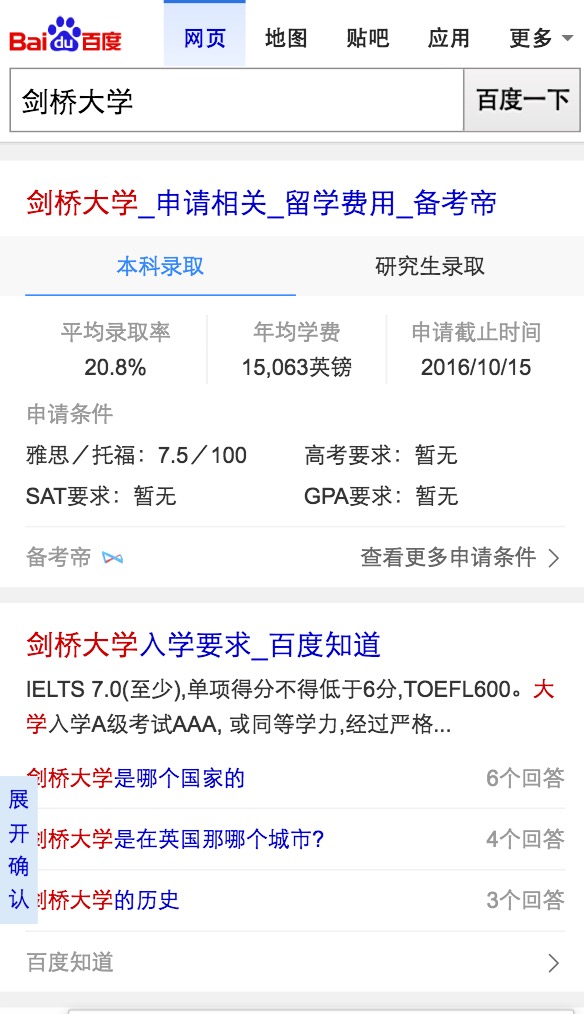 Bai du 百度 网页 地图 贴吧 应用 更多
剑桥大学 百度一下
剑桥大学_申请相关_留学费用_备考帝
本科录取 研究生录取
平均录取率 年均学费 申请截止时间
20.8% 15,063英镑 2016/10/15
申请条件
雅思／托福：7.5／100 高考要求：暂无
SAT要求：暂无 GPA要求：暂无
备考帝 查看更多申请条件
剑桥大学入学要求_百度知道
IELTS 7.0(至少),单项得分不得低于6分,TOEFL600。大
学入学A级考试AAA, 或同等学力,经过严格...
剑桥大学是哪个国家的 6个回答
剑桥大学是在英国那哪个城市? 4个回答
剑桥大学的历史 3个回答
展开确认
百度知道